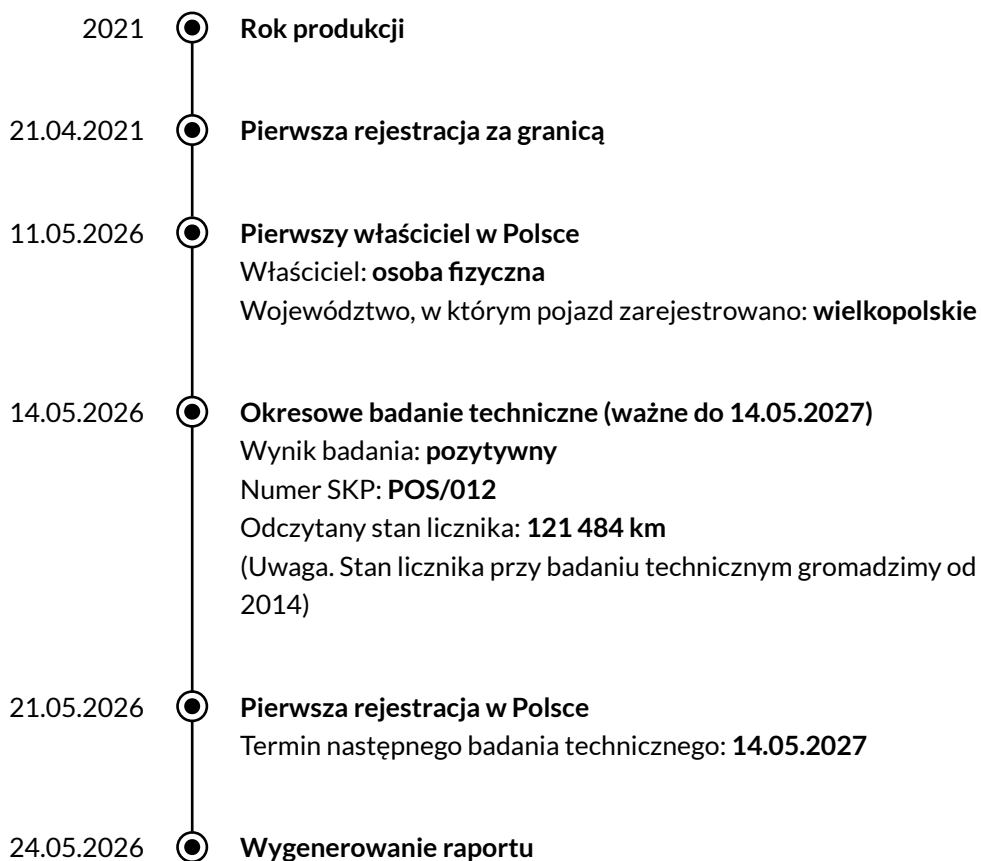 2021 Rok produkcji
21.04.2021 Pierwsza rejestracja za granicą
11.05.2026 Pierwszy właściciel w Polsce
Właściciel: osoba fizyczna
Województwo, w którym pojazd zarejestrowano: wielkopolskie
14.05.2026 Okresowe badanie techniczne (ważne do 14.05.2027)
Wynik badania: pozytywny
Numer SKP: POS/012
Odczytany stan licznika: 121 484 km
(Uwaga. Stan licznika przy badaniu technicznym gromadzimy od
2014)
21.05.2026 Pierwsza rejestracja w Polsce
Termin następnego badania technicznego: 14.05.2027
24.05.2026 Wygenerowanie raportu